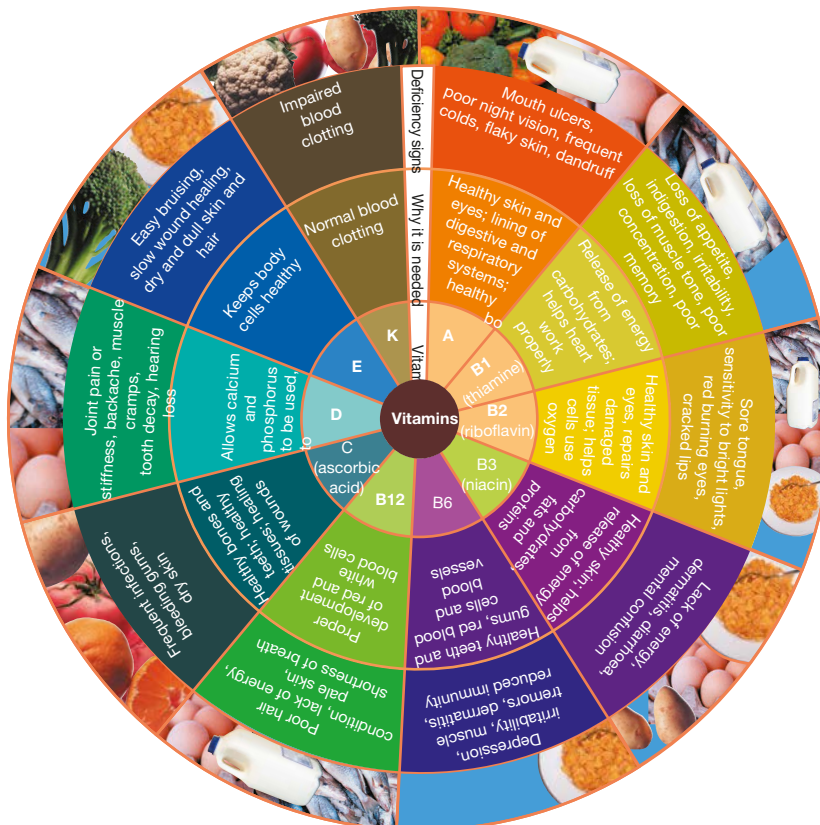 Vitamins
Deficiency signs
Why it is needed
Vitam
A
Healthy skin and
eyes; lining of
digestive and
respiratory
systems;
healthy
bo
Mouth ulcers,
poor night vision, frequent
colds, flaky skin, dandruff
B1
(thiamine)
Release of energy
from
carbohydrates;
helps heart
work
properly
Loss of appetite,
indigestion, irritability,
loss of muscle tone, poor
concentration, poor
memory
B2
(riboflavin)
Healthy skin and
eyes, repairs
damaged
tissue; helps
cells use
oxygen
Sore tongue,
sensitivity to bright lights,
red burning eyes,
cracked lips
B3
(niacin)
Healthy skin; helps
release of energy
from
carbohydrates,
fats and
proteins
Lack of energy,
dermatitis, diarrhoea,
mental confusion
B6
Healthy teeth and
gums, red blood
cells and
blood
vessels
Depression,
irritability, muscle
tremors, dermatitis,
reduced immunity
B12
Proper
development
of red and
white
blood cells
Poor hair
condition, lack of energy,
pale skin,
shortness of breath
C
(ascorbic
acid)
Healthy bones and
teeth; healthy
tissues; healing
of wounds
Frequent infections,
bleeding gums,
dry skin
D
Allows calcium
and
phosphorus
to be used,
to
Joint pain or
stiffness, backache, muscle
cramps,
tooth decay, hearing
loss
E
Keeps body
cells healthy
Easy bruising,
slow wound healing,
dry and dull skin and
hair
K
Normal blood
clotting
Impaired
blood
clotting